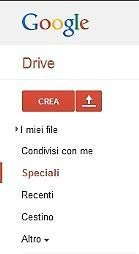 Google
Drive
CREA
I miei file
Condivisi con me
Speciali
Recenti
Cestino
Altro